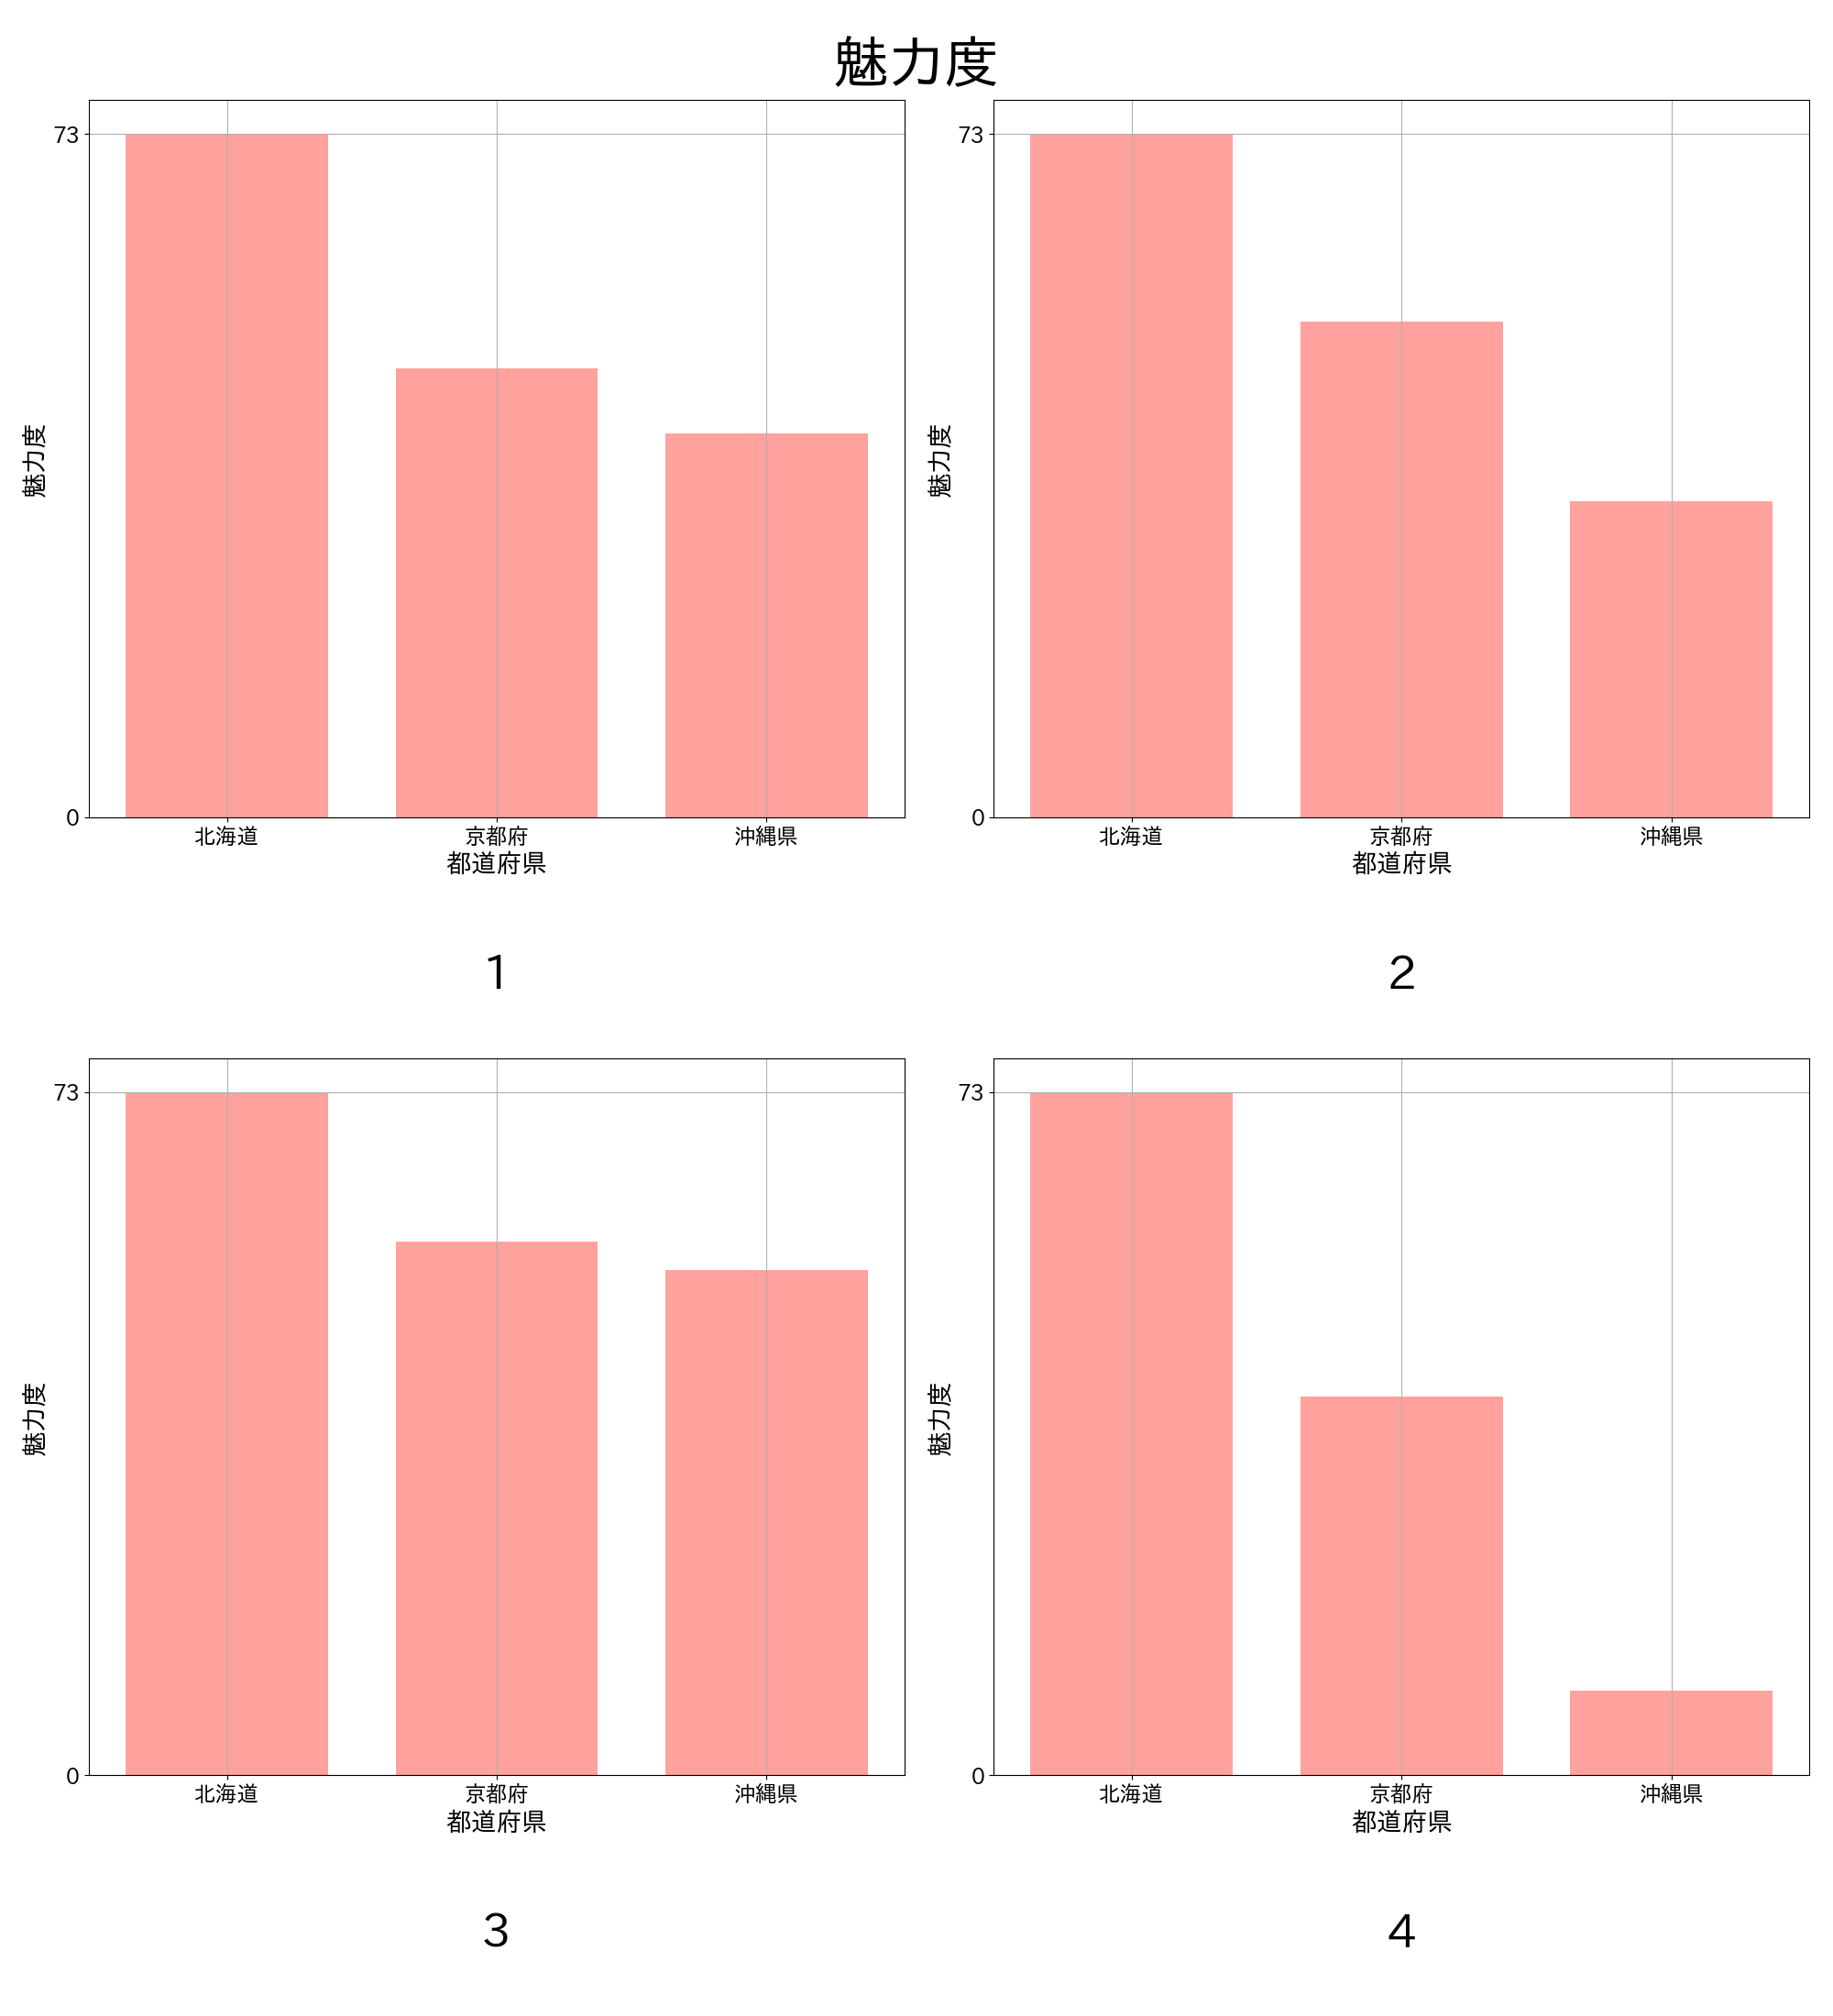 魅力度
73
魅力度
0
北海道 京都府 沖縄県
都道府県
1
73
魅力度
0
北海道 京都府 沖縄県
都道府県
2
73
魅力度
0
北海道 京都府 沖縄県
都道府県
3
73
魅力度
0
北海道 京都府 沖縄県
都道府県
4